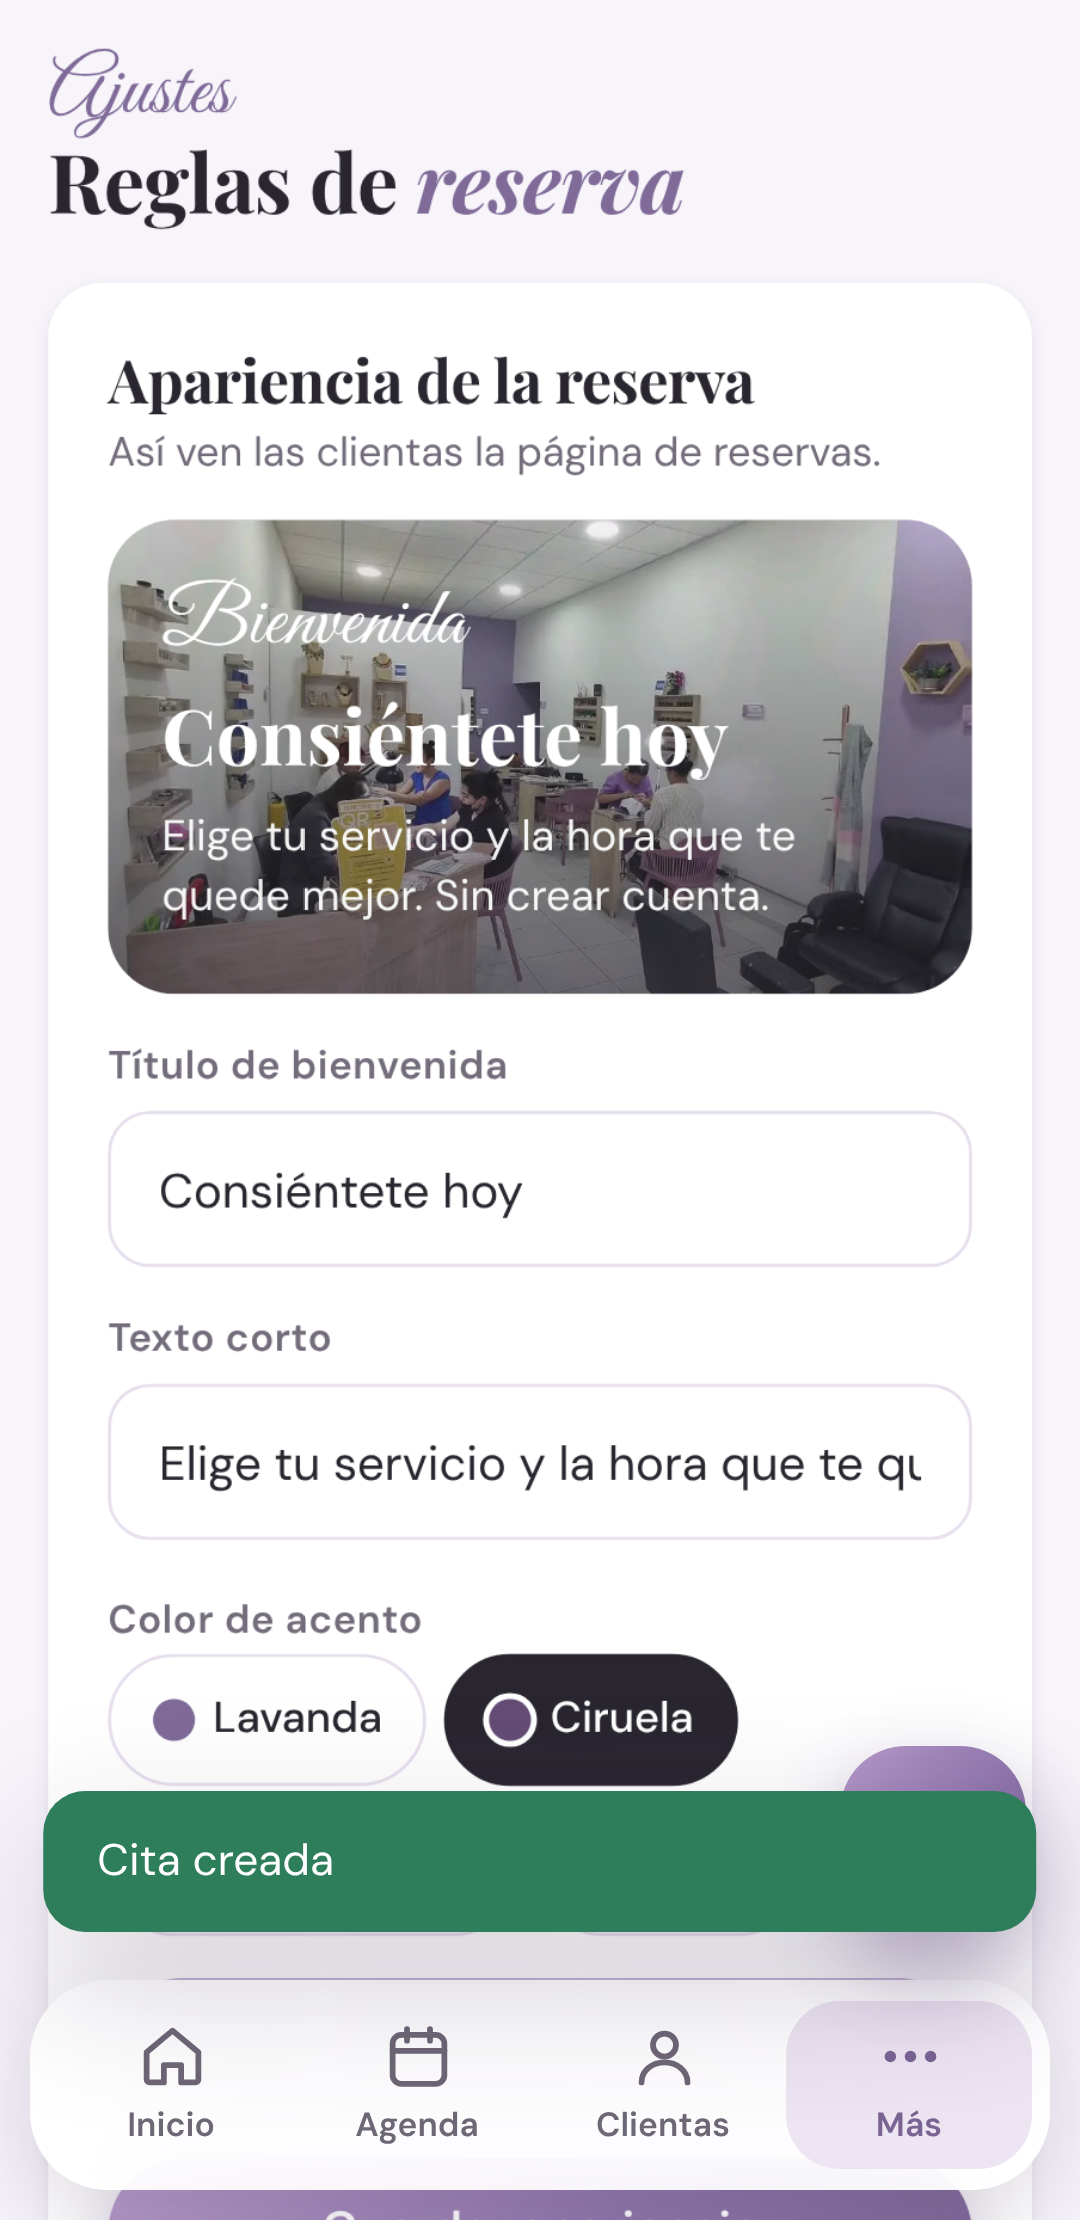 Ajustes
Reglas de reserva
Apariencia de la reserva
Así ven las clientas la página de reservas.
Bienvenida
Consiéntete hoy
QR
Elige tu servicio y la hora que te
quede mejor. Sin crear cuenta.
Título de bienvenida
Consiéntete hoy
Texto corto
Elige tu servicio y la hora que te qu
Color de acento
Lavanda
Ciruela
Cita creada
Inicio
Agenda
Clientas
Más